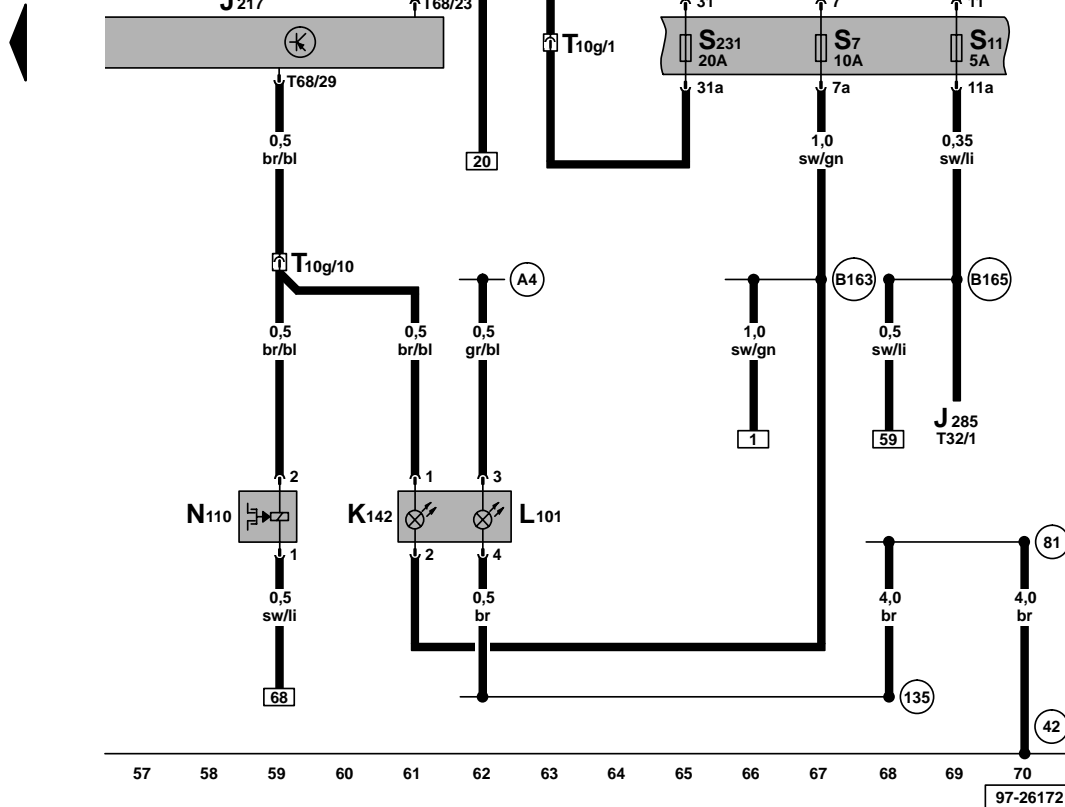 J217
T68/23
31
7
11
T10g/1
S231
20A
S7
10A
S11
5A
T68/29
31a
7a
11a
0,5
br/bl
20
1,0
sw/gn
0,35
sw/li
T10g/10
A4
B163
B165
0,5
br/bl
0,5
br/bl
0,5
gr/bl
1,0
sw/gn
0,5
sw/li
J285
T32/1
1
59
2
1
3
N110
K142
L101
1
2
4
81
0,5
sw/li
0,5
br
4,0
br
4,0
br
68
135
42
57 58 59 60 61 62 63 64 65 66 67 68 69 70
97-26172